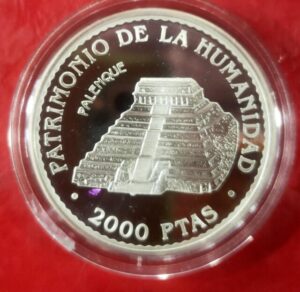 PATRIMONIO DE LA HUMANIDAD
PALENQUE
2000 PTAS